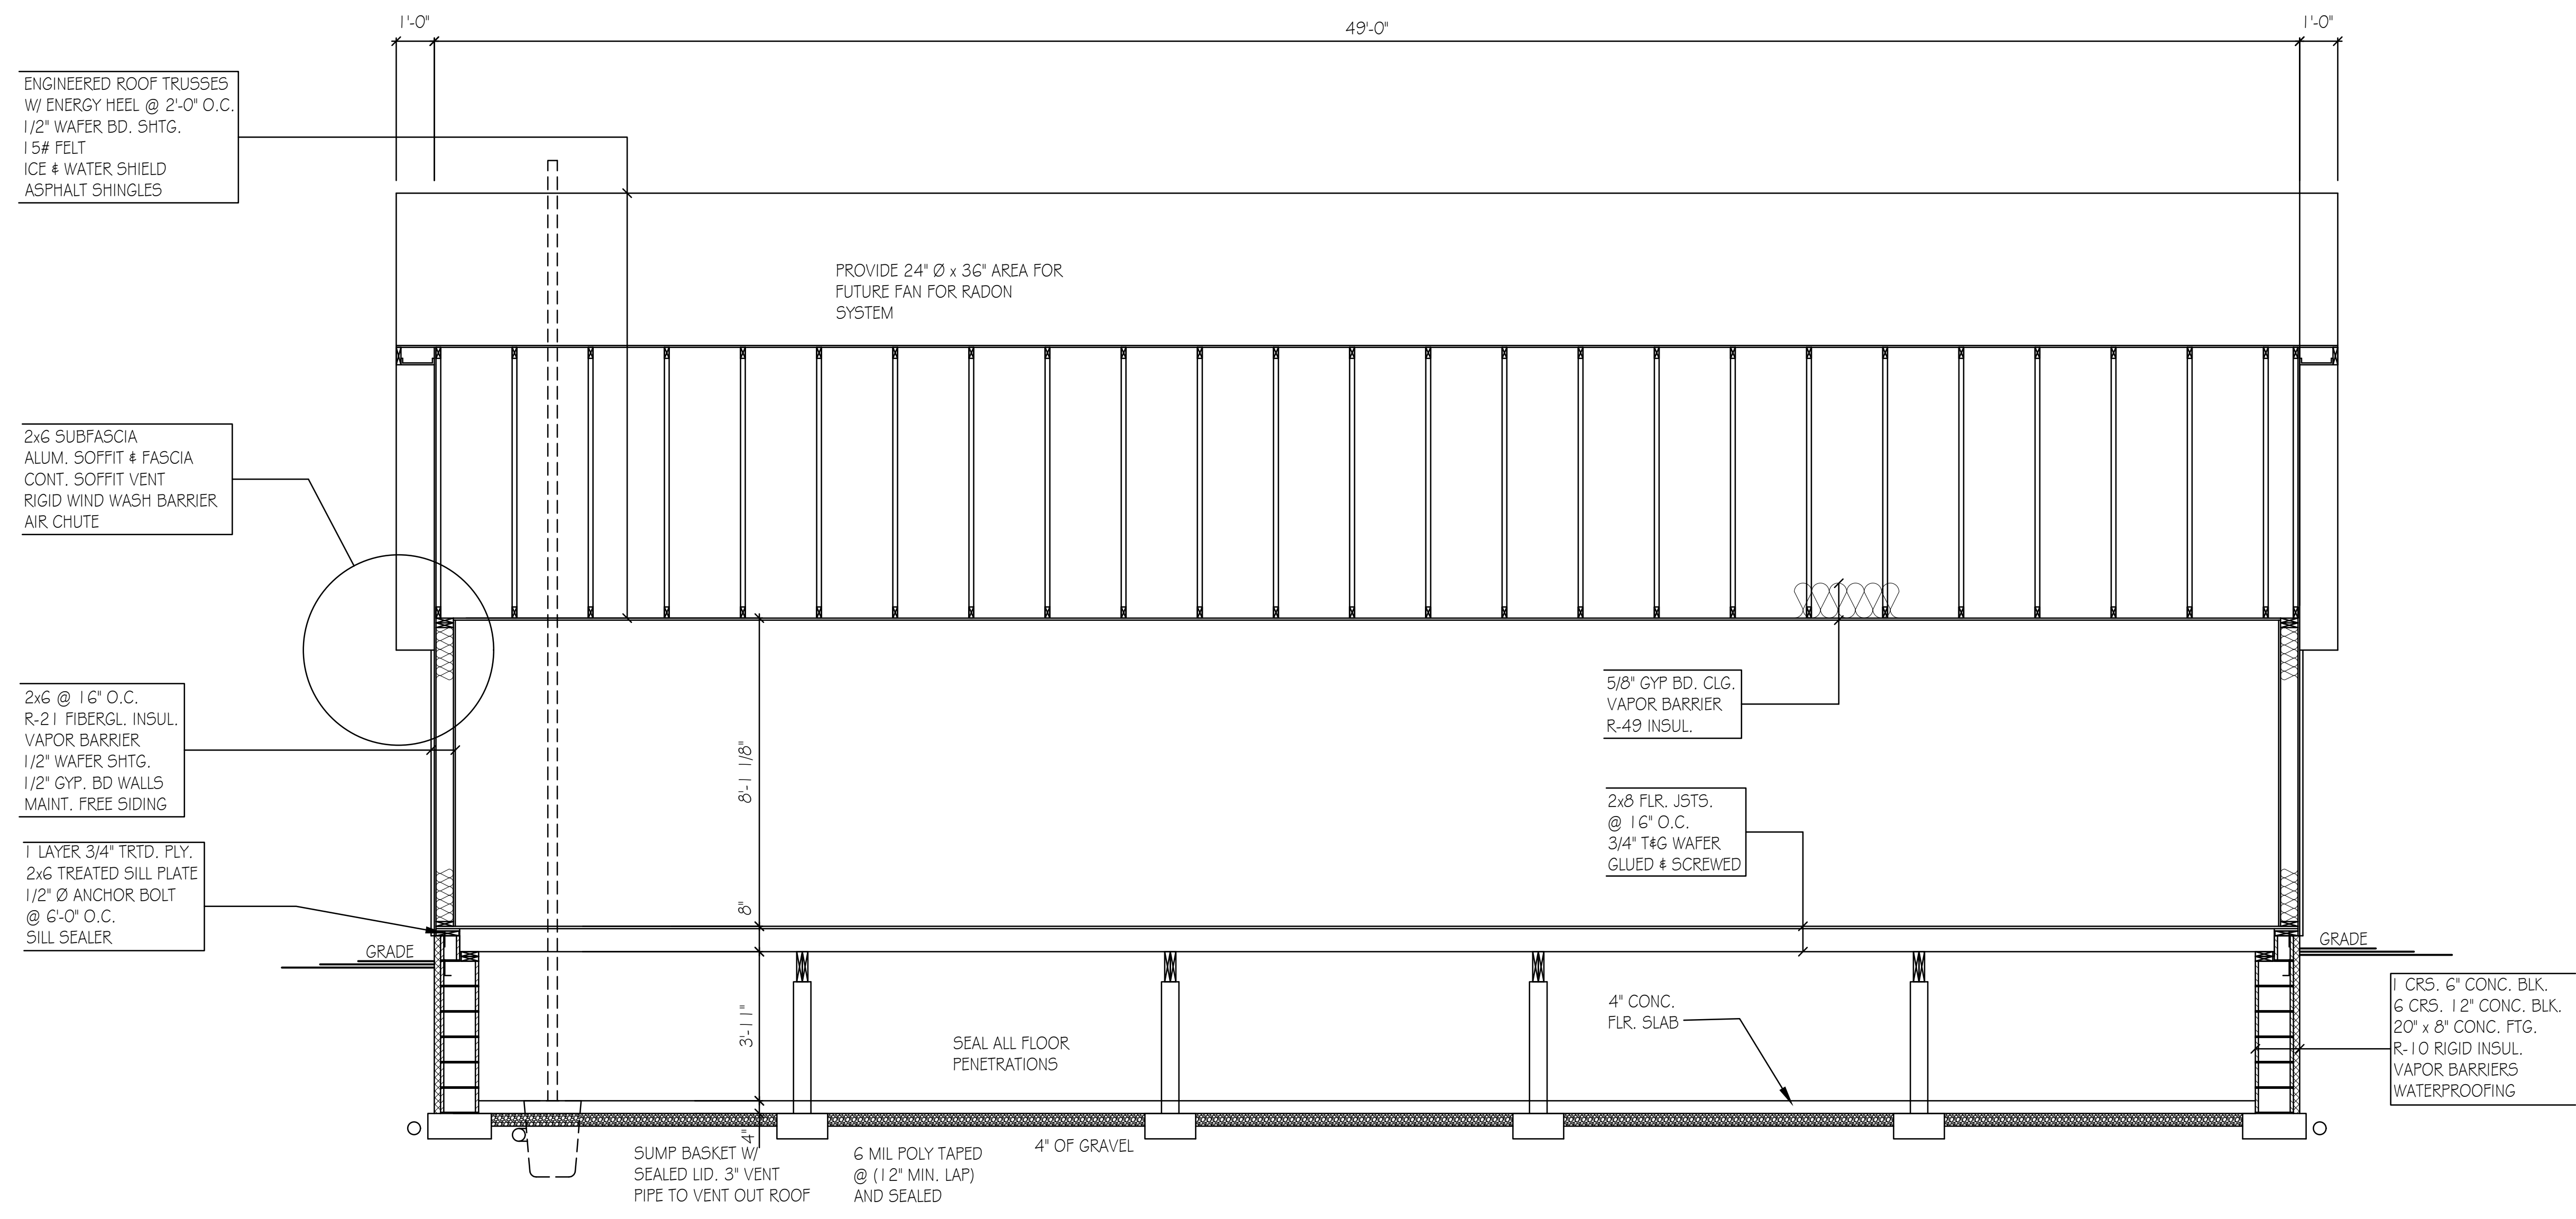 1'-0"
49'-0"
1'-0"
ENGINEERED ROOF TRUSSES
W/ ENERGY HEEL @ 2'-0" O.C.
1/2" WAFER BD. SHTG.
15# FELT
ICE & WATER SHIELD
ASPHALT SHINGLES
PROVIDE 24" Ø x 36" AREA FOR
FUTURE FAN FOR RADON
SYSTEM
2x6 SUBFASCIA
ALUM. SOFFIT & FASCIA
CONT. SOFFIT VENT
RIGID WIND WASH BARRIER
AIR CHUTE
2x6 @ 16" O.C.
R-21 FIBERGL. INSUL.
VAPOR BARRIER
1/2" WAFER SHTG.
1/2" GYP. BD WALLS
MAINT. FREE SIDING
5/8" GYP BD. CLG.
VAPOR BARRIER
R-49 INSUL.
8'-1 1/8"
2x8 FLR. JSTS.
@ 16" O.C.
3/4" T&G WAFER
GLUED & SCREWED
1 LAYER 3/4" TRTD. PLY.
2x6 TREATED SILL PLATE
1/2" Ø ANCHOR BOLT
@ 6'-0" O.C.
SILL SEALER
8"
GRADE
GRADE
3'-11"
SEAL ALL FLOOR
PENETRATIONS
4" CONC.
FLR. SLAB
1 CRS. 6" CONC. BLK.
6 CRS. 12" CONC. BLK.
20" x 8" CONC. FTG.
R-10 RIGID INSUL.
VAPOR BARRIERS
WATERPROOFING
4"
SUMP BASKET W/
SEALED LID. 3" VENT
PIPE TO VENT OUT ROOF
6 MIL POLY TAPED
@ (12" MIN. LAP)
AND SEALED
4" OF GRAVEL